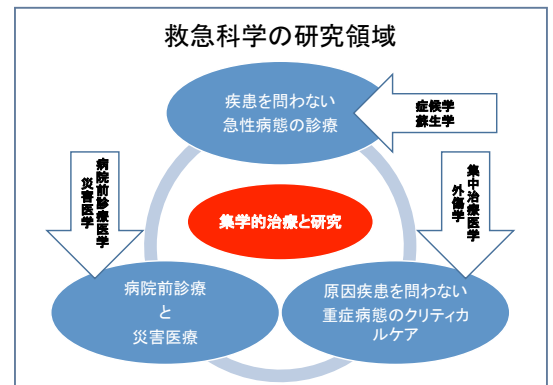 救急科学の研究領域
疾患を問わない
急性病態の診療
症候学
蘇生学
病院前診療医学
災害医学
集中治療医学
外傷学
集学的治療と研究
病院前診療
と
災害医療
原因疾患を問わない
重症病態のクリティカ
ルケア